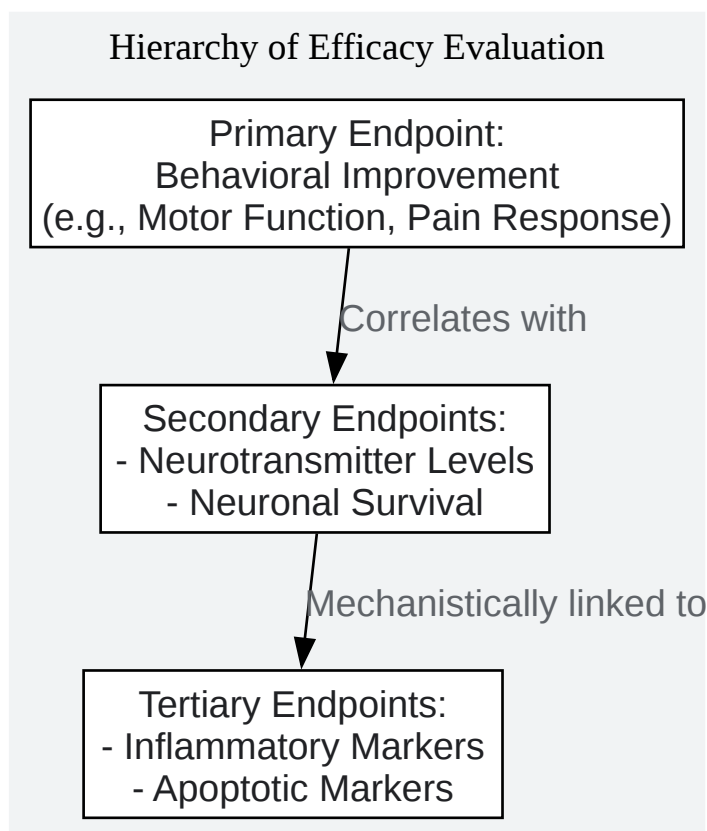 Hierarchy of Efficacy Evaluation
Primary Endpoint:
Behavioral Improvement
(e.g., Motor Function, Pain Response)
Correlates with
Secondary Endpoints:
- Neurotransmitter Levels
- Neuronal Survival
Mechanistically linked to
Tertiary Endpoints:
- Inflammatory Markers
- Apoptotic Markers